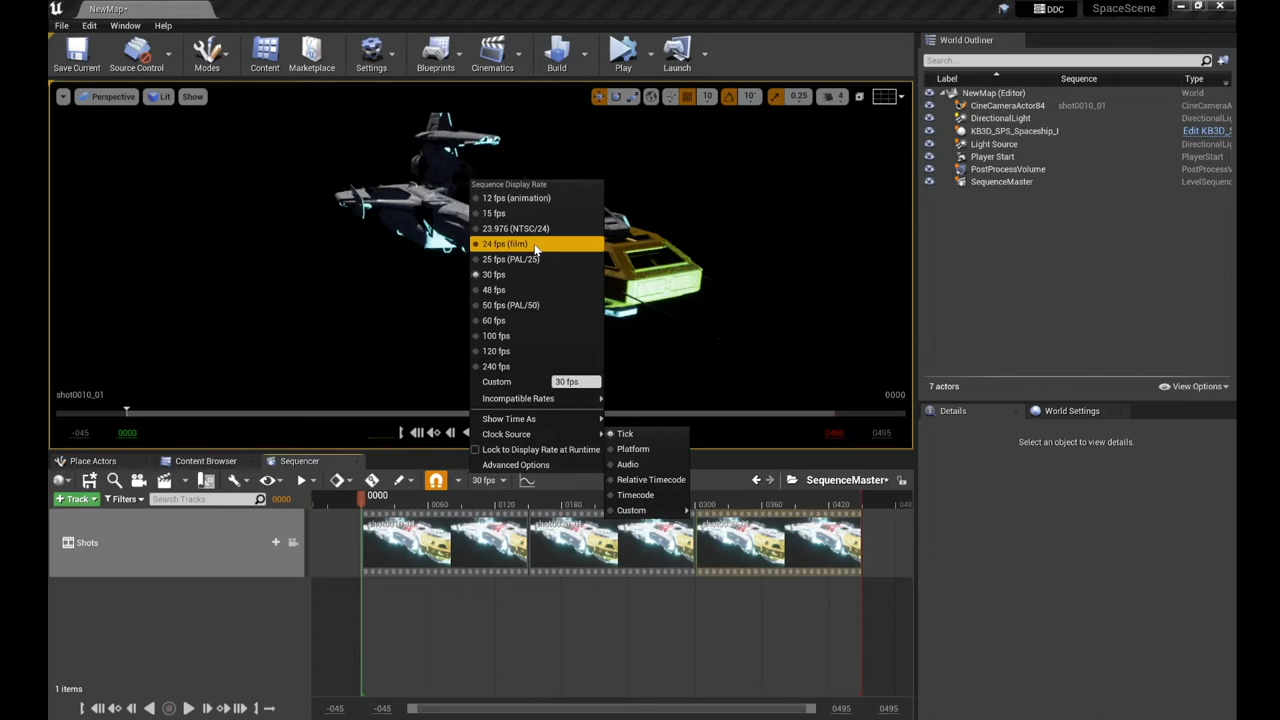 NewMap*
DDC
SpaceScene
File Edit Window Help
Save Current
Source Control
Modes
Content
Marketplace
Settings
Blueprints
Cinematics
Build
Play
Launch
Perspective
Lit
Show
10
10°
0.25
4
Sequence Display Rate
12 fps (animation)
15 fps
23.976 (NTSC/24)
24 fps (film)
25 fps (PAL/25)
30 fps
48 fps
50 fps (PAL/50)
60 fps
100 fps
120 fps
240 fps
Custom 30 fps
Incompatible Rates
Show Time As
Clock Source
Lock to Display Rate at Runtime
Advanced Options
Tick
Platform
Audio
Relative Timecode
Timecode
Custom
shot0010_01
0000
-045
0000
0450
0495
World Outliner
Search...
Label Sequence Type
NewMap (Editor) World
CineCameraActor84 shot0010_01 CineCameraActor
DirectionalLight DirectionalLig
KB3D_SPS_Spaceship_I Edit KB3D_S
Light Source DirectionalLig
Player Start PlayerStart
PostProcessVolume PostProcessV
SequenceMaster LevelSequenc
7 actors
View Options
Details
World Settings
Select an object to view details.
Place Actors
Content Browser
Sequencer
30 fps
SequenceMaster*
Track
Filters
Search Tracks
0000
0000
0060
0120
0180
0300
0360
0420
048
Shots
shot0010_01
1 items
-045
-045
0495
0495